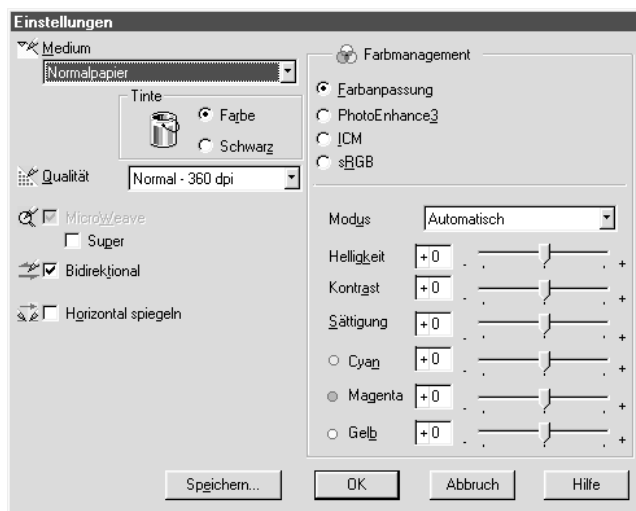 Einstellungen
Medium
Normalpapier
Tinte
Farbe
Schwarz
Qualität
Normal - 360 dpi
MicroWeave
Super
Bidirektional
Horizontal spiegeln
Farbmanagement
Farbanpassung
PhotoEnhance3
ICM
sRGB
Modus
Automatisch
Helligkeit +0 - +
Kontrast +0 - +
Sättigung +0 - +
Cyan +0 - +
Magenta +0 - +
Gelb +0 - +
Speichern... OK Abbruch Hilfe